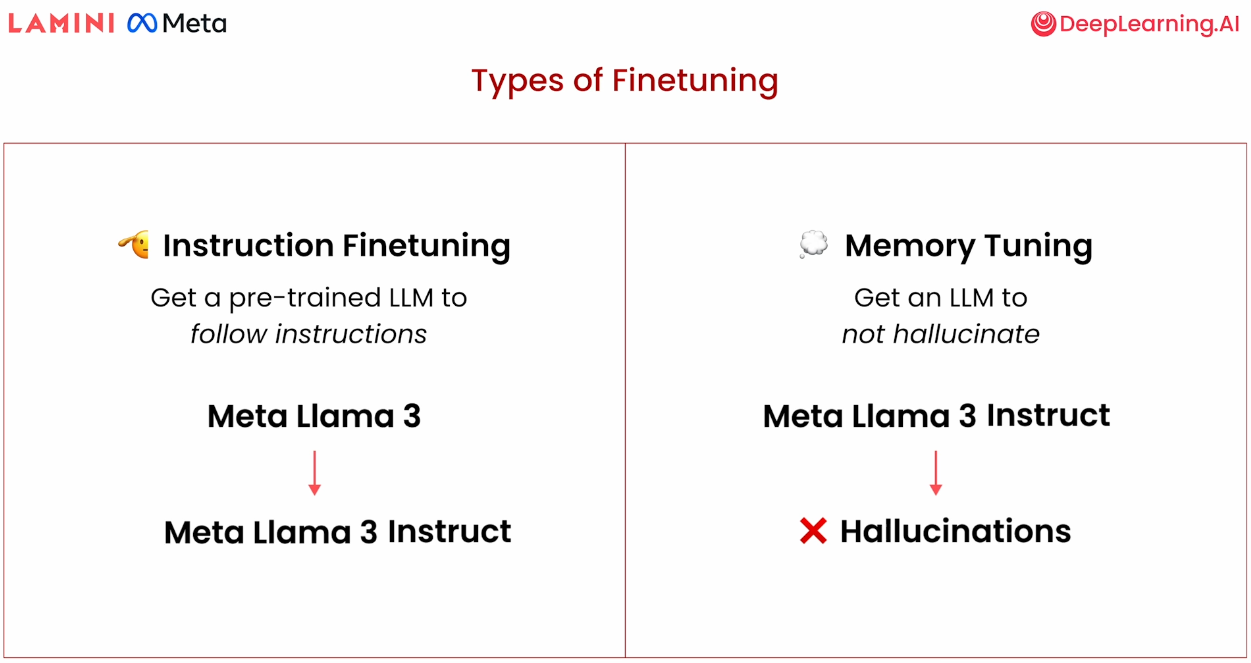 LAMINI Meta
DeepLearning.AI
Types of Finetuning
Instruction Finetuning
Get a pre-trained LLM to
follow instructions
Meta Llama 3
Meta Llama 3 Instruct
Memory Tuning
Get an LLM to
not hallucinate
Meta Llama 3 Instruct
Hallucinations